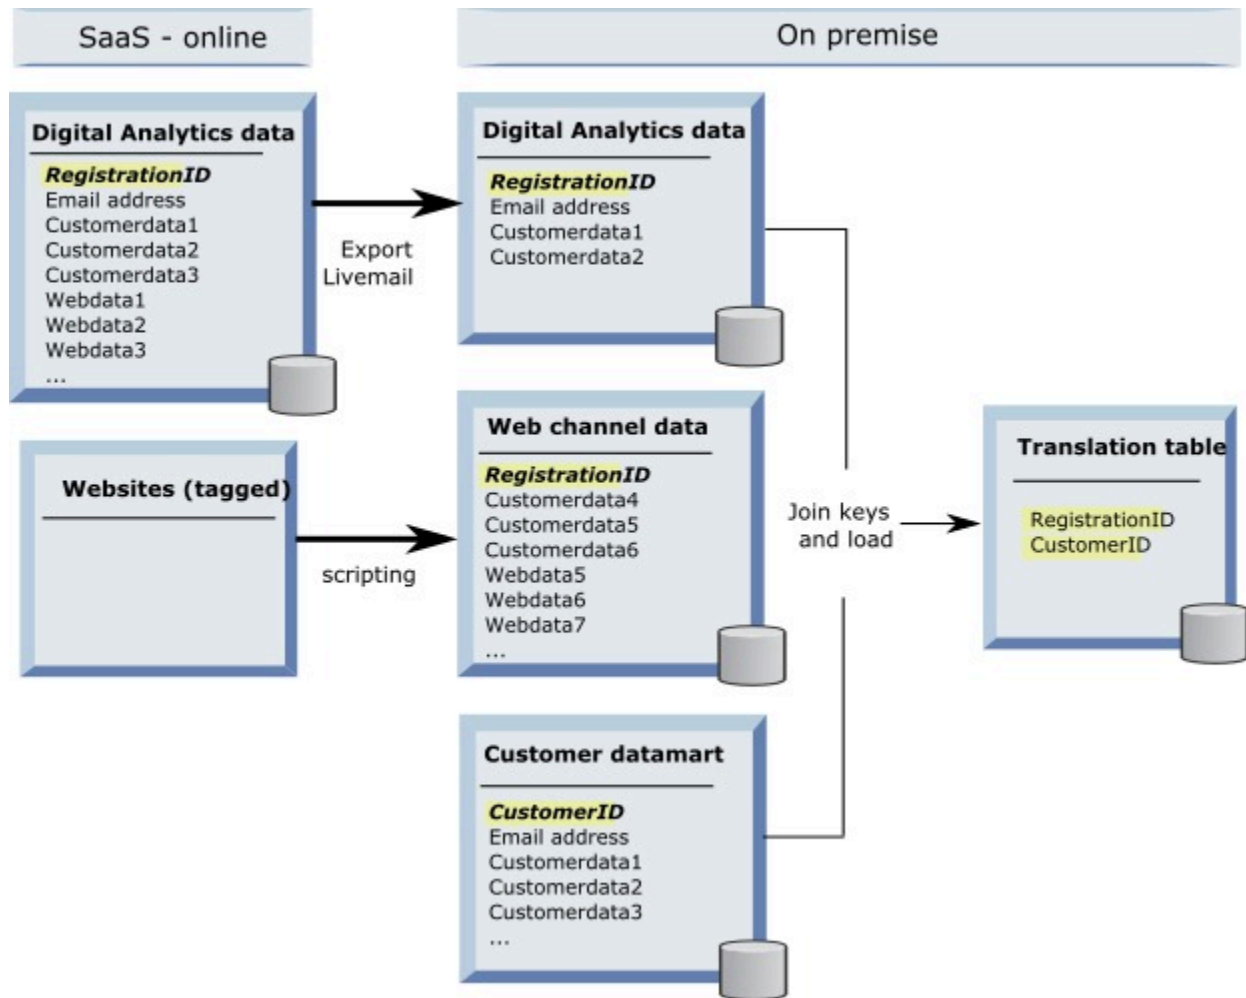 SaaS - online
On premise
Digital Analytics data
RegistrationID
Email address
Customerdata1
Customerdata2
Customerdata3
Webdata1
Webdata2
Webdata3
...
Export
Livemail
Digital Analytics data
RegistrationID
Email address
Customerdata1
Customerdata2
Websites (tagged)
scripting
Web channel data
RegistrationID
Customerdata4
Customerdata5
Customerdata6
Webdata5
Webdata6
Webdata7
...
Customer datamart
CustomerID
Email address
Customerdata1
Customerdata2
Customerdata3
...
Join keys
and load
Translation table
RegistrationID
CustomerID